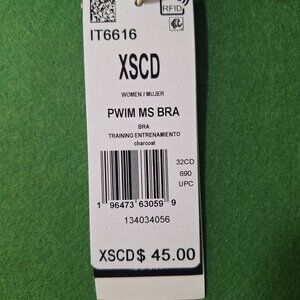 RFID
IT6616
XSCD
WOMEN / MUJER
PWIM MS BRA
BRA
TRAINING ENTRENAMIENTO
charcoal
32CD
690
UPC
1 96473 63059 9
134034056
XSCD $ 45.00